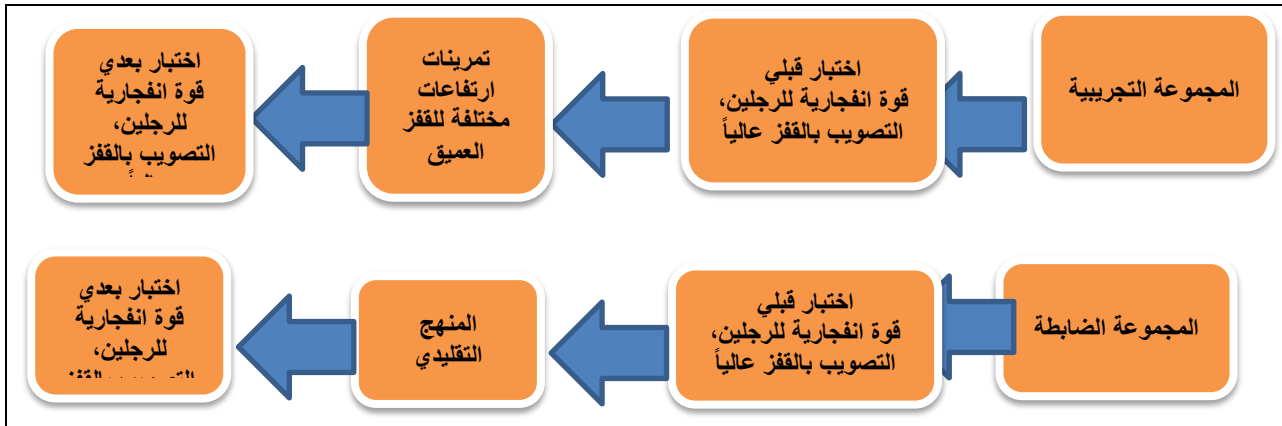 المجموعة التجريبية
اختبار قبلي
قوة انفجارية للرجلين،
التصويب بالقفز عالياً
تمرينات
ارتفاعات
مختلفة للقفز
العميق
اختبار بعدي
قوة انفجارية
للرجلين،
التصويب بالقفز
المجموعة الضابطة
اختبار قبلي
قوة انفجارية للرجلين،
التصويب بالقفز عالياً
المنهج
التقليدي
اختبار بعدي
قوة انفجارية
للرجلين،
التصويب بالقفز